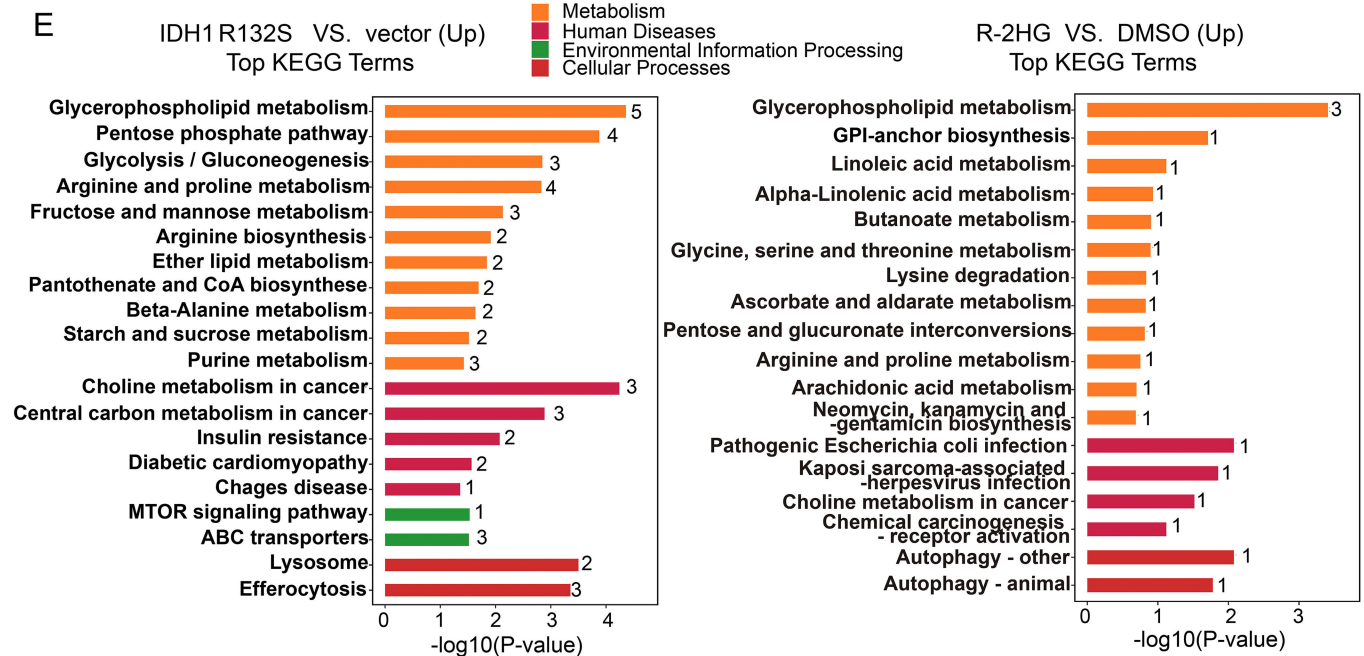 E
IDH1 R132S VS. vector (Up)
Top KEGG Terms
Metabolism
Human Diseases
Environmental Information Processing
Cellular Processes
R-2HG VS. DMSO (Up)
Top KEGG Terms
Glycerophospholipid metabolism 5
Pentose phosphate pathway 4
Glycolysis / Gluconeogenesis 3
Arginine and proline metabolism 4
Fructose and mannose metabolism 3
Arginine biosynthesis 2
Ether lipid metabolism 2
Pantothenate and CoA biosynthese 2
Beta-Alanine metabolism 2
Starch and sucrose metabolism 2
Purine metabolism 3
Choline metabolism in cancer 3
Central carbon metabolism in cancer 3
Insulin resistance 2
Diabetic cardiomyopathy 2
Chages disease 1
MTOR signaling pathway 1
ABC transporters 3
Lysosome 2
Efferocytosis 3
0 1 2 3 4
-log10(P-value)
Glycerophospholipid metabolism 3
GPI-anchor biosynthesis 1
Linoleic acid metabolism 1
Alpha-Linolenic acid metabolism 1
Butanoate metabolism 1
Glycine, serine and threonine metabolism 1
Lysine degradation 1
Ascorbate and aldarate metabolism 1
Pentose and glucuronate interconversions 1
Arginine and proline metabolism 1
Arachidonic acid metabolism 1
Neomycin, kanamycin and
-gentamicin biosynthesis 1
Pathogenic Escherichia coli infection 1
Kaposi sarcoma-associated
-herpesvirus infection 1
Choline metabolism in cancer 1
Chemical carcinogenesis
- receptor activation 1
Autophagy - other 1
Autophagy - animal 1
0 1 2 3
-log10(P-value)